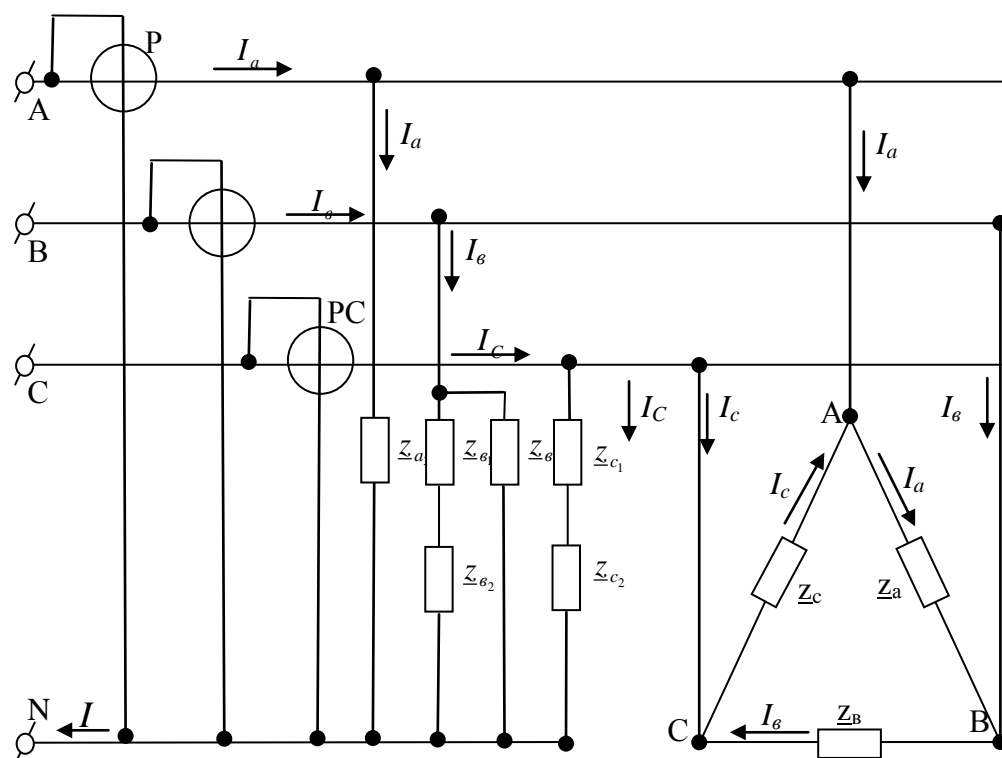 P
I_a
A
I_a
I_a
I_в
B
I_в
PC
I_C
C
I_C
I_c
A
I_в
z_a
z_в1
z_в
z_c1
I_c
I_a
z_в2
z_c2
z_c
z_a
N
I
C
I_в
z_в
B